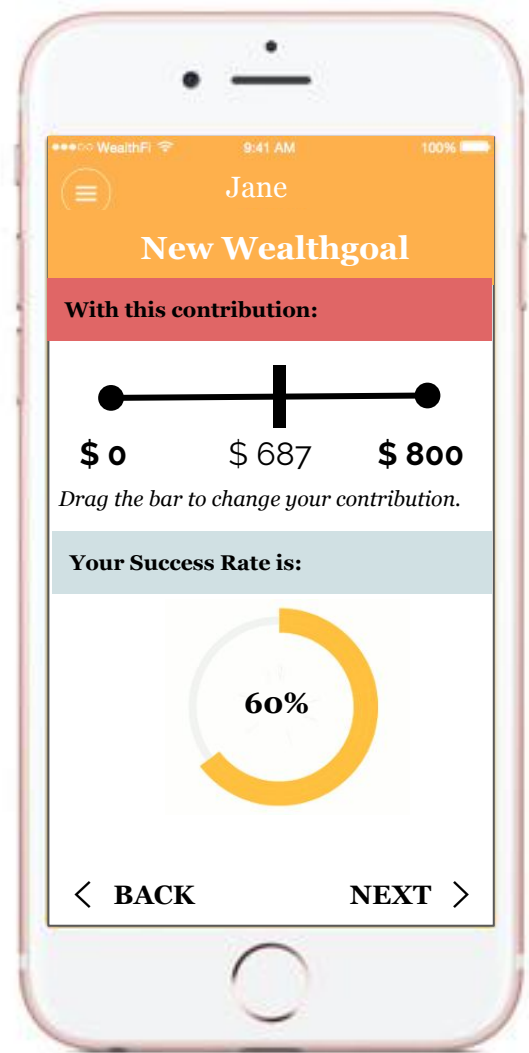 WealthFi 9:41 AM 100%
Jane
New Wealthgoal
With this contribution:
$ 0 $ 687 $ 800
Drag the bar to change your contribution.
Your Success Rate is:
60%
BACK NEXT